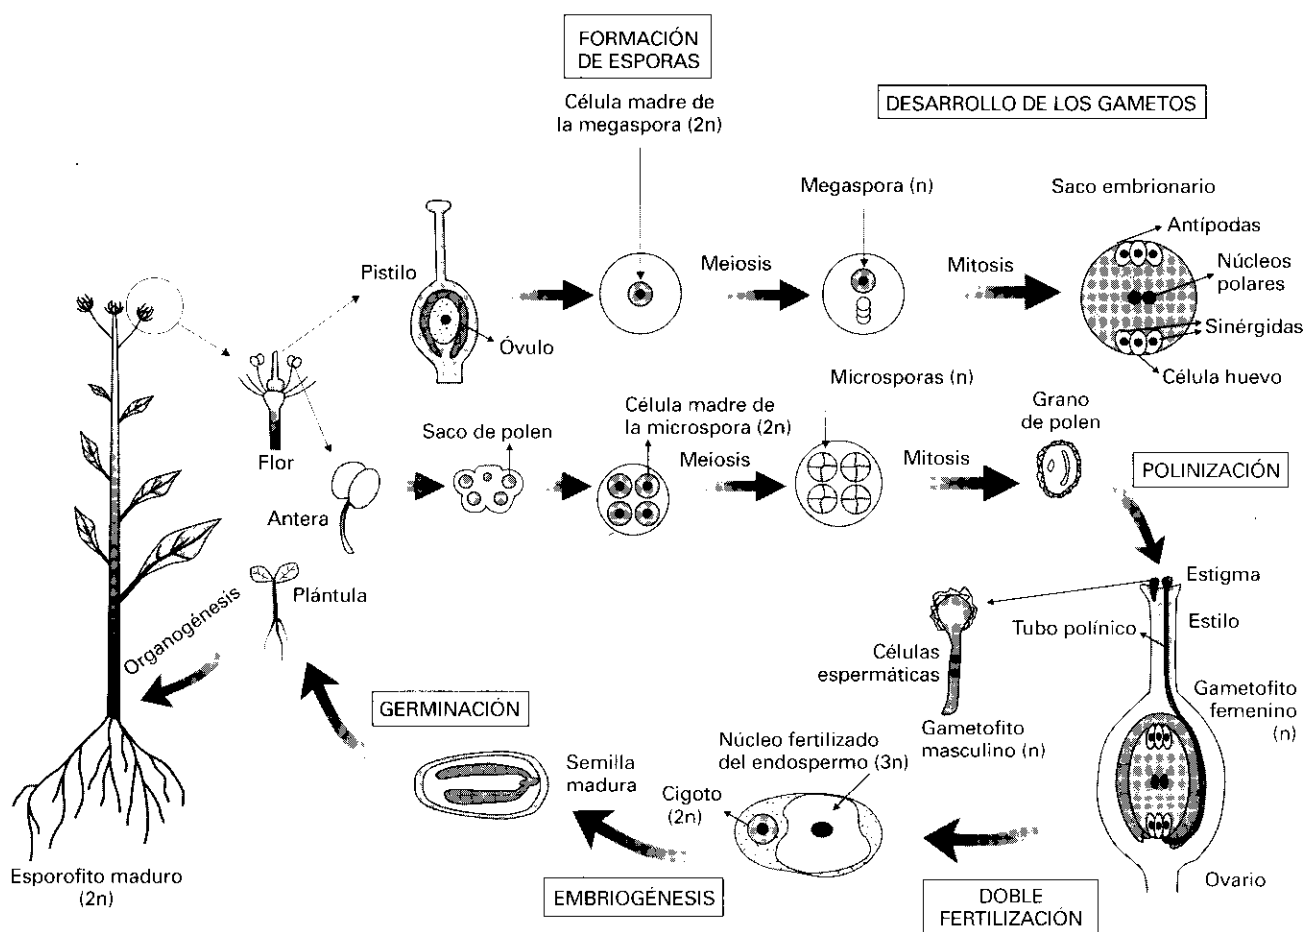 FORMACIÓN
DE ESPORAS
Célula madre de
la megaspora (2n)
DESARROLLO DE LOS GAMETOS
Megaspora (n)
Saco embrionario
Antípodas
Pistilo
Meiosis
Mitosis
Núcleos
polares
Óvulo
Sinérgidas
Célula huevo
Flor
Saco de polen
Célula madre de
la microspora (2n)
Microsporas (n)
Grano
de polen
Meiosis
Mitosis
POLINIZACIÓN
Antera
Plántula
Organogénesis
Estigma
Estilo
Tubo polínico
Células
espermáticas
Gametofito
masculino (n)
Gametofito
femenino
(n)
GERMINACIÓN
Semilla
madura
Núcleo fertilizado
del endospermo (3n)
Cigoto
(2n)
Esporofito maduro
(2n)
EMBRIOGÉNESIS
DOBLE
FERTILIZACIÓN
Ovario